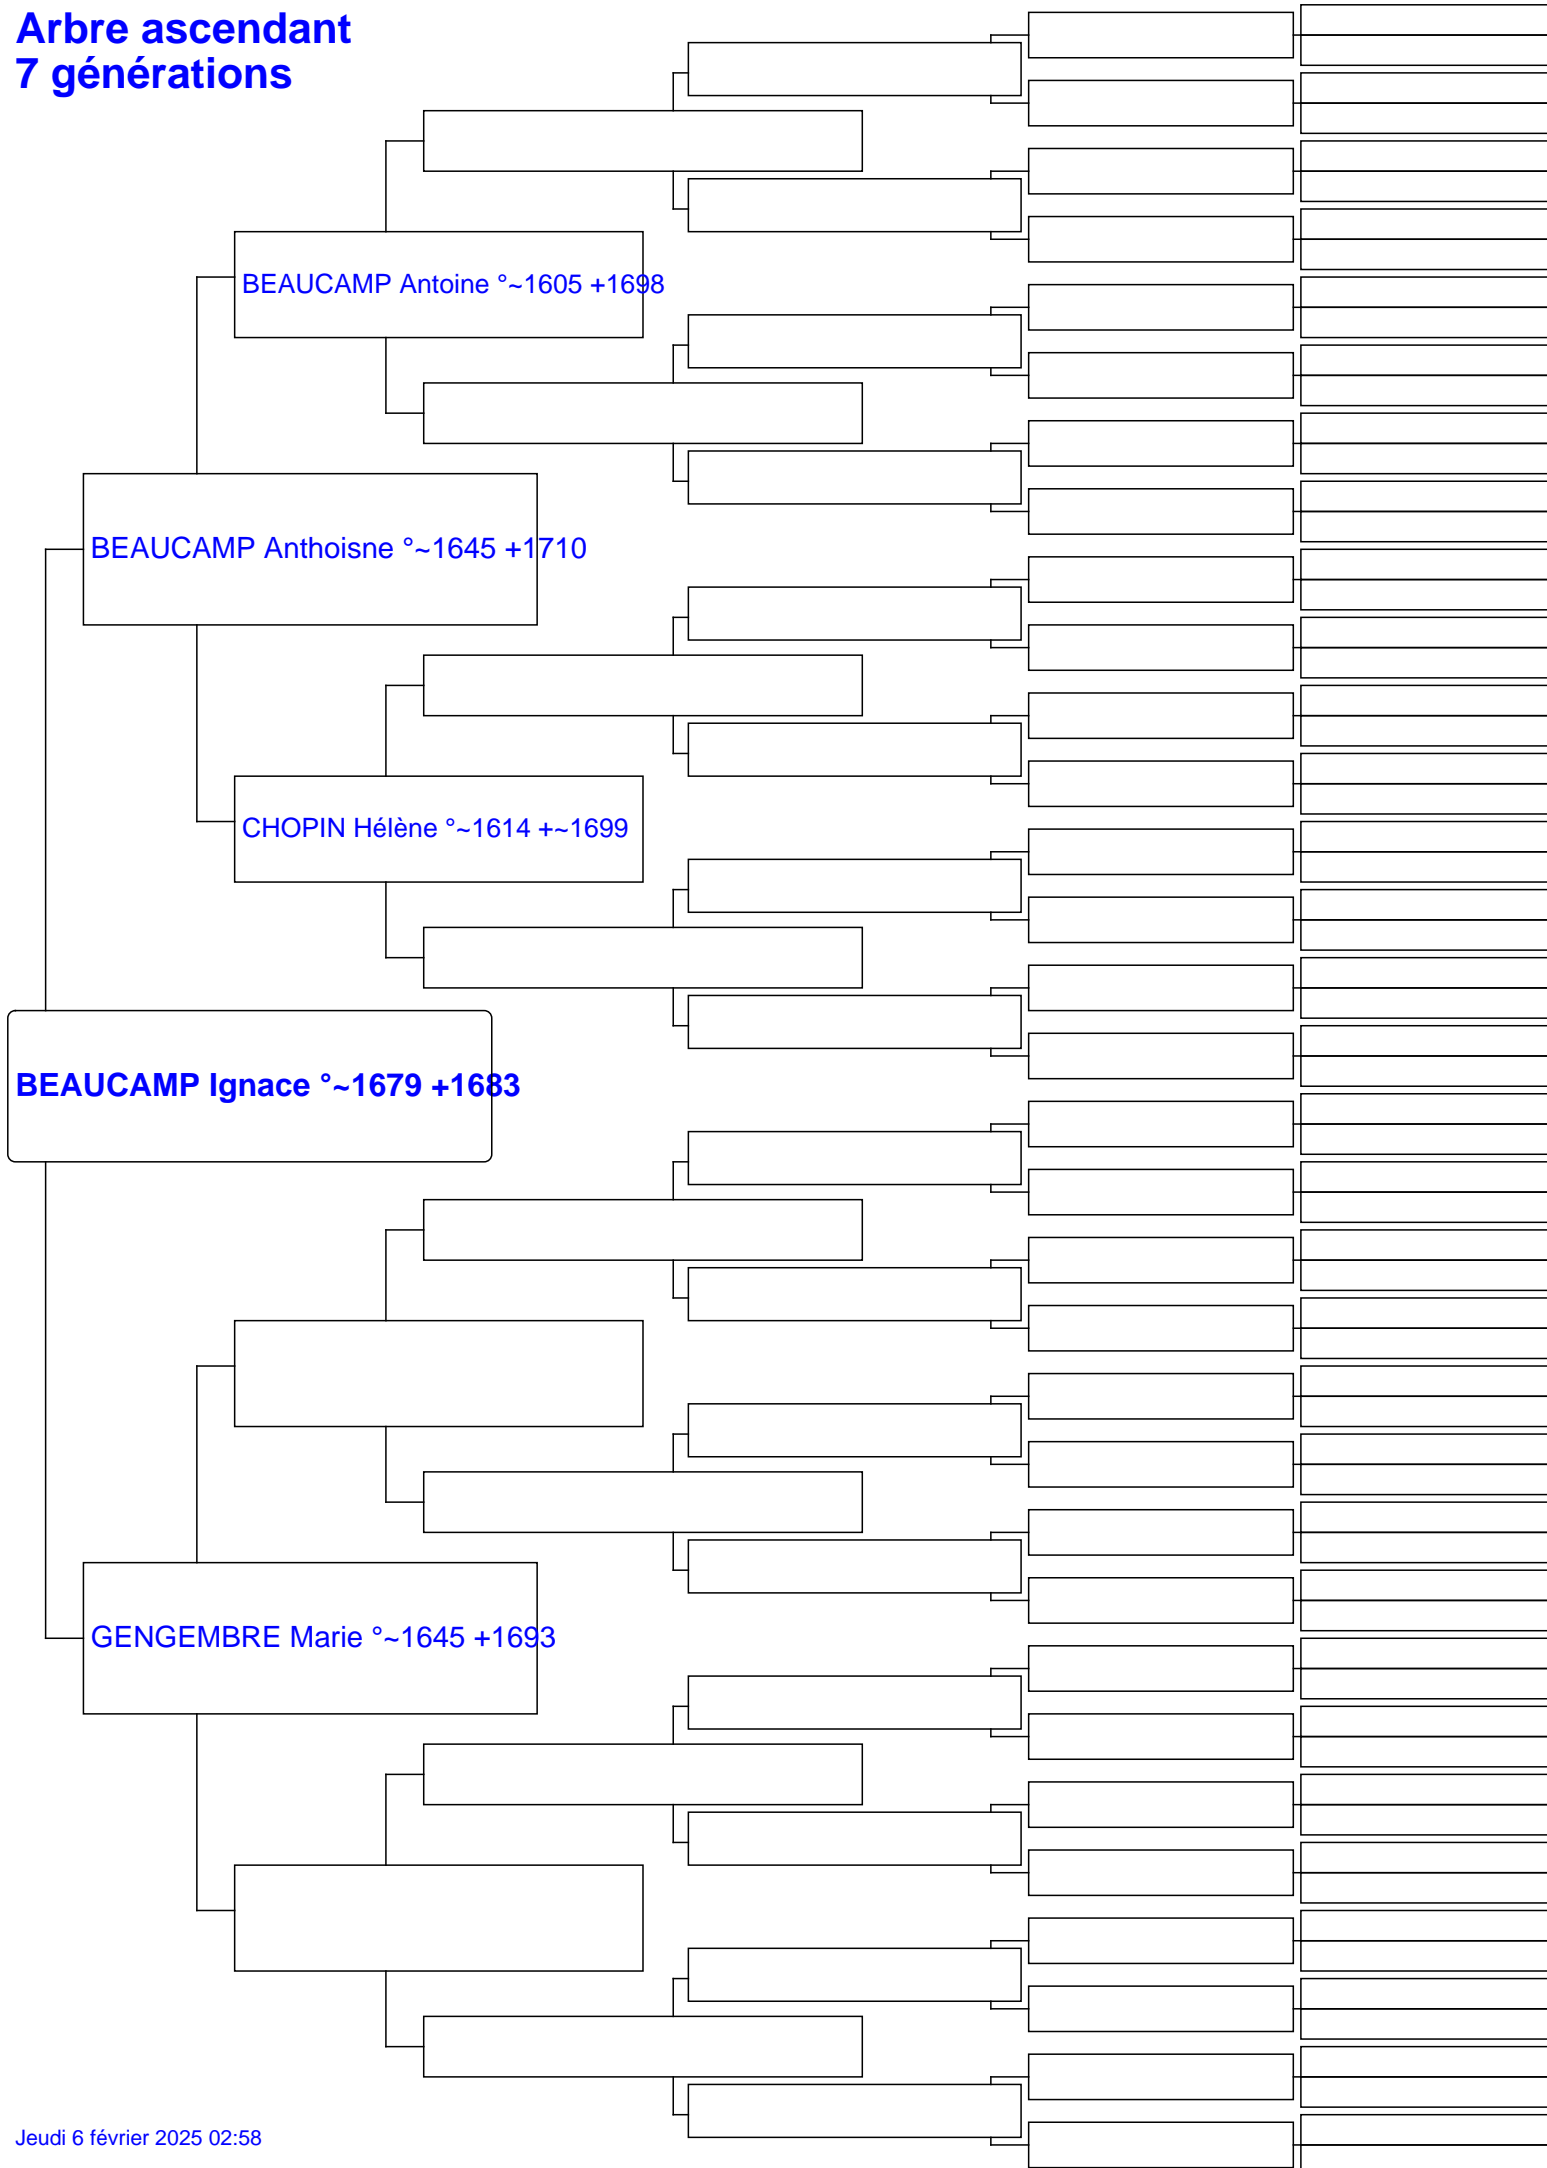 Arbre ascendant
7 générations
BEAUCAMP Antoine °~1605 +1698
BEAUCAMP Anthoisne °~1645 +1710
CHOPIN Hélène °~1614 +~1699
BEAUCAMP Ignace °~1679 +1683
GENGEMBRE Marie °~1645 +1693
Jeudi 6 février 2025 02:58